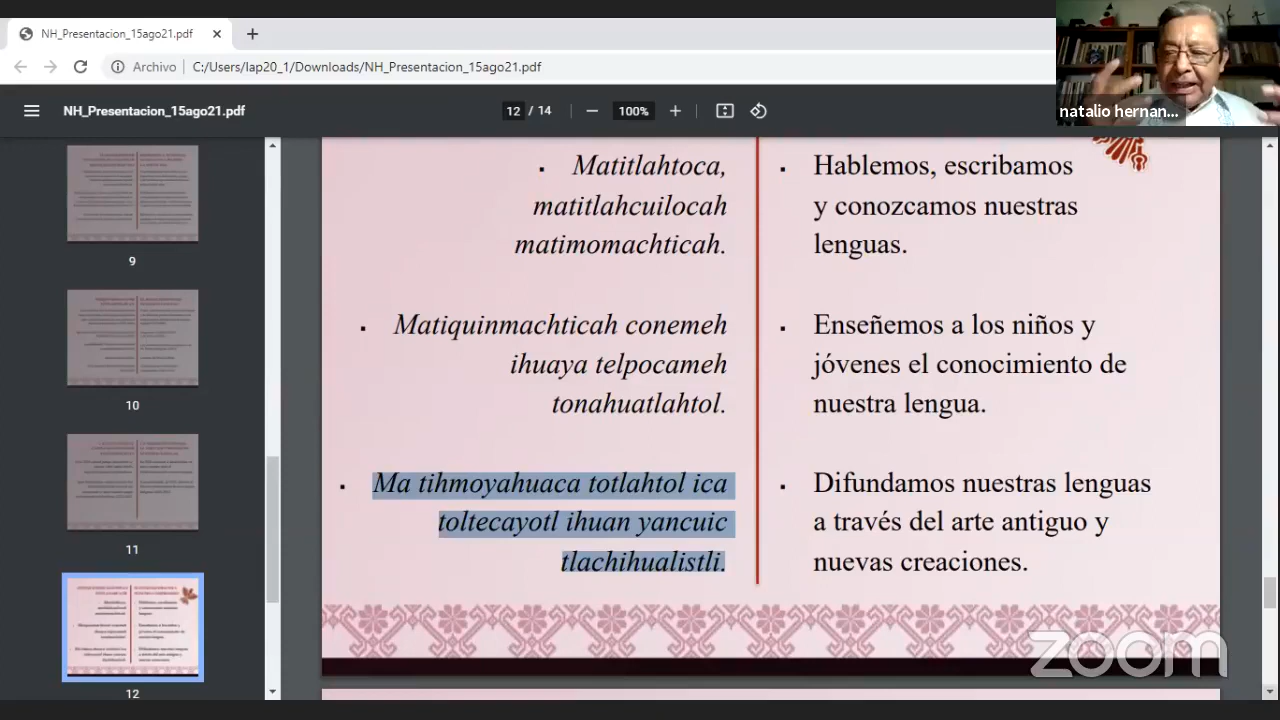 NH_Presentacion_15ago21.pdf
Archivo
C:/Users/lap20_1/Downloads/NH_Presentacion_15ago21.pdf
NH_Presentacion_15ago21.pdf
12 / 14
100%
natalio hernan...
9
10
11
12
Matitlahtoca,
matitlahcuilocah
matimomachticah.
Matiquinmachticah conemeh
ihuaya telpocameh
tonahuatlahtol.
Ma tihmoyahuaca totlahtol ica
toltecayotl ihuan yancuic
tlachihualistli.
Hablemos, escribamos
y conozcamos nuestras
lenguas.
Enseñemos a los niños y
jóvenes el conocimiento de
nuestra lengua.
Difundamos nuestras lenguas
a través del arte antiguo y
nuevas creaciones.
zoom